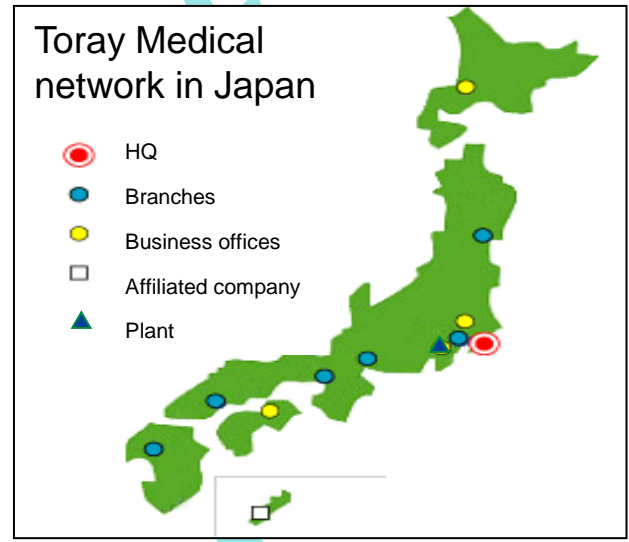 Toray Medical
network in Japan
HQ
Branches
Business offices
Affiliated company
Plant